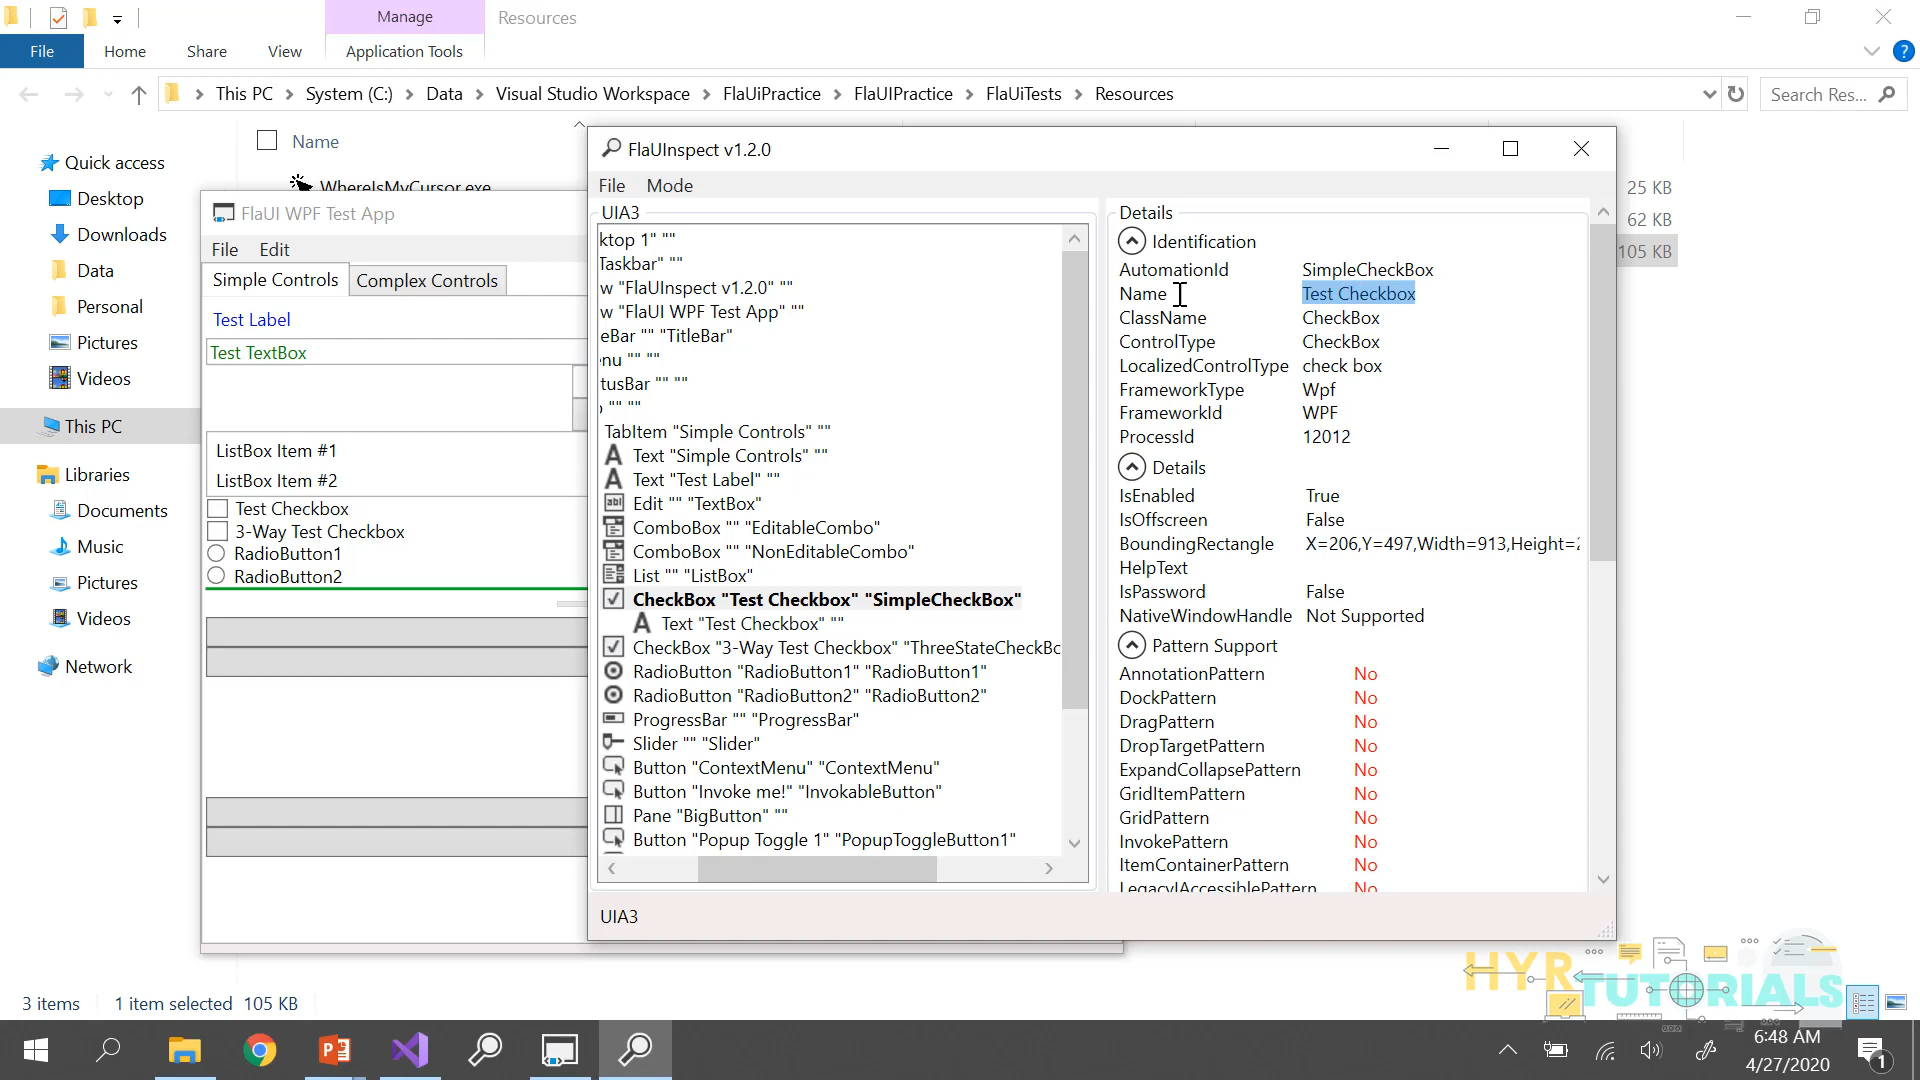 Manage
Resources
File
Home
Share
View
Application Tools
This PC
System (C:)
Data
Visual Studio Workspace
FlaUiPractice
FlaUIPractice
FlaUiTests
Resources
Search Res...
Quick access
Desktop
Downloads
Data
Personal
Pictures
Videos
This PC
Libraries
Documents
Music
Pictures
Videos
Network
Name
WhereIsMyCursor.exe
25 KB
62 KB
105 KB
FlaUI WPF Test App
File
Edit
Simple Controls
Complex Controls
Test Label
Test TextBox
ListBox Item #1
ListBox Item #2
Test Checkbox
3-Way Test Checkbox
RadioButton1
RadioButton2
FlaUInspect v1.2.0
File
Mode
UIA3
ktop 1" ""
Taskbar" ""
w "FlaUInspect v1.2.0" ""
w "FlaUI WPF Test App" ""
eBar "" "TitleBar"
nu "" ""
tusBar "" ""
"" ""
TabItem "Simple Controls" ""
Text "Simple Controls" ""
Text "Test Label" ""
Edit "" "TextBox"
ComboBox "" "EditableCombo"
ComboBox "" "NonEditableCombo"
List "" "ListBox"
CheckBox "Test Checkbox" "SimpleCheckBox"
Text "Test Checkbox" ""
CheckBox "3-Way Test Checkbox" "ThreeStateCheckBo
RadioButton "RadioButton1" "RadioButton1"
RadioButton "RadioButton2" "RadioButton2"
ProgressBar "" "ProgressBar"
Slider "" "Slider"
Button "ContextMenu" "ContextMenu"
Button "Invoke me!" "InvokableButton"
Pane "BigButton" ""
Button "Popup Toggle 1" "PopupToggleButton1"
Details
Identification
AutomationId SimpleCheckBox
Name Test Checkbox
ClassName CheckBox
ControlType CheckBox
LocalizedControlType check box
FrameworkType Wpf
FrameworkId WPF
ProcessId 12012
Details
IsEnabled True
IsOffscreen False
BoundingRectangle X=206,Y=497,Width=913,Height=2
HelpText
IsPassword False
NativeWindowHandle Not Supported
Pattern Support
AnnotationPattern No
DockPattern No
DragPattern No
DropTargetPattern No
ExpandCollapsePattern No
GridItemPattern No
GridPattern No
InvokePattern No
ItemContainerPattern No
LegacyIAccessiblePattern No
UIA3
3 items
1 item selected 105 KB
HYR
TUTORIALS
6:48 AM
4/27/2020
1